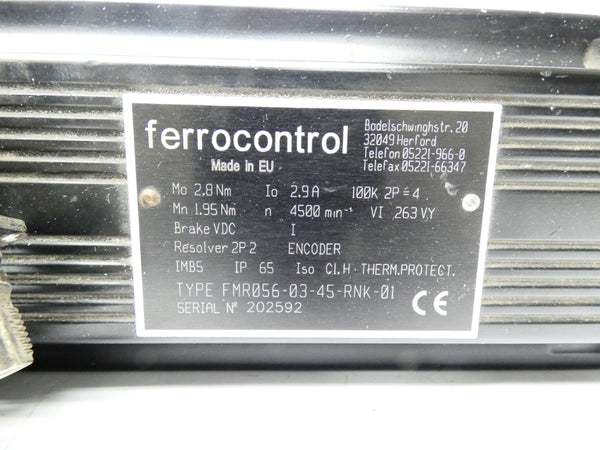 ferrocontrol
Made in EU
Bodelschwinghstr. 20
32049 Herford
Telefon 05221-966-0
Telefax 05221-66347
Mo 2.8 Nm Io 2.9 A 100K 2P = 4
Mn 1.95 Nm n 4500 min⁻¹ VI 263 V,Y
Brake VDC I
Resolver 2P 2 ENCODER
IMB5 IP 65 Iso Cl.H - THERM.PROTECT.
TYPE FMR056-03-45-RNK-01
SERIAL Nº 202592
CE